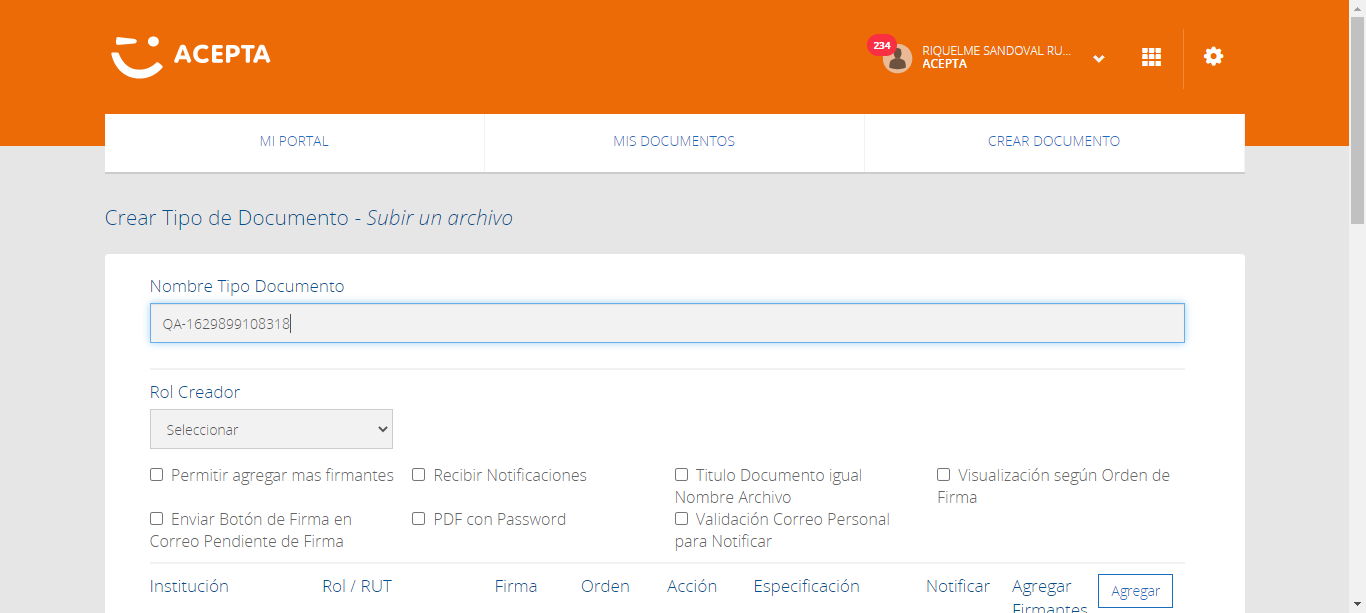 ACEPTA
234
RIQUELME SANDOVAL RU...
ACEPTA
MI PORTAL
MIS DOCUMENTOS
CREAR DOCUMENTO
Crear Tipo de Documento - Subir un archivo
Nombre Tipo Documento
QA-1629899108318
Rol Creador
Seleccionar
Permitir agregar mas firmantes
Recibir Notificaciones
Titulo Documento igual
Nombre Archivo
Visualización según Orden de
Firma
Enviar Botón de Firma en
Correo Pendiente de Firma
PDF con Password
Validación Correo Personal
para Notificar
Institución
Rol / RUT
Firma
Orden
Acción
Especificación
Notificar
Agregar
Firmantes
Agregar